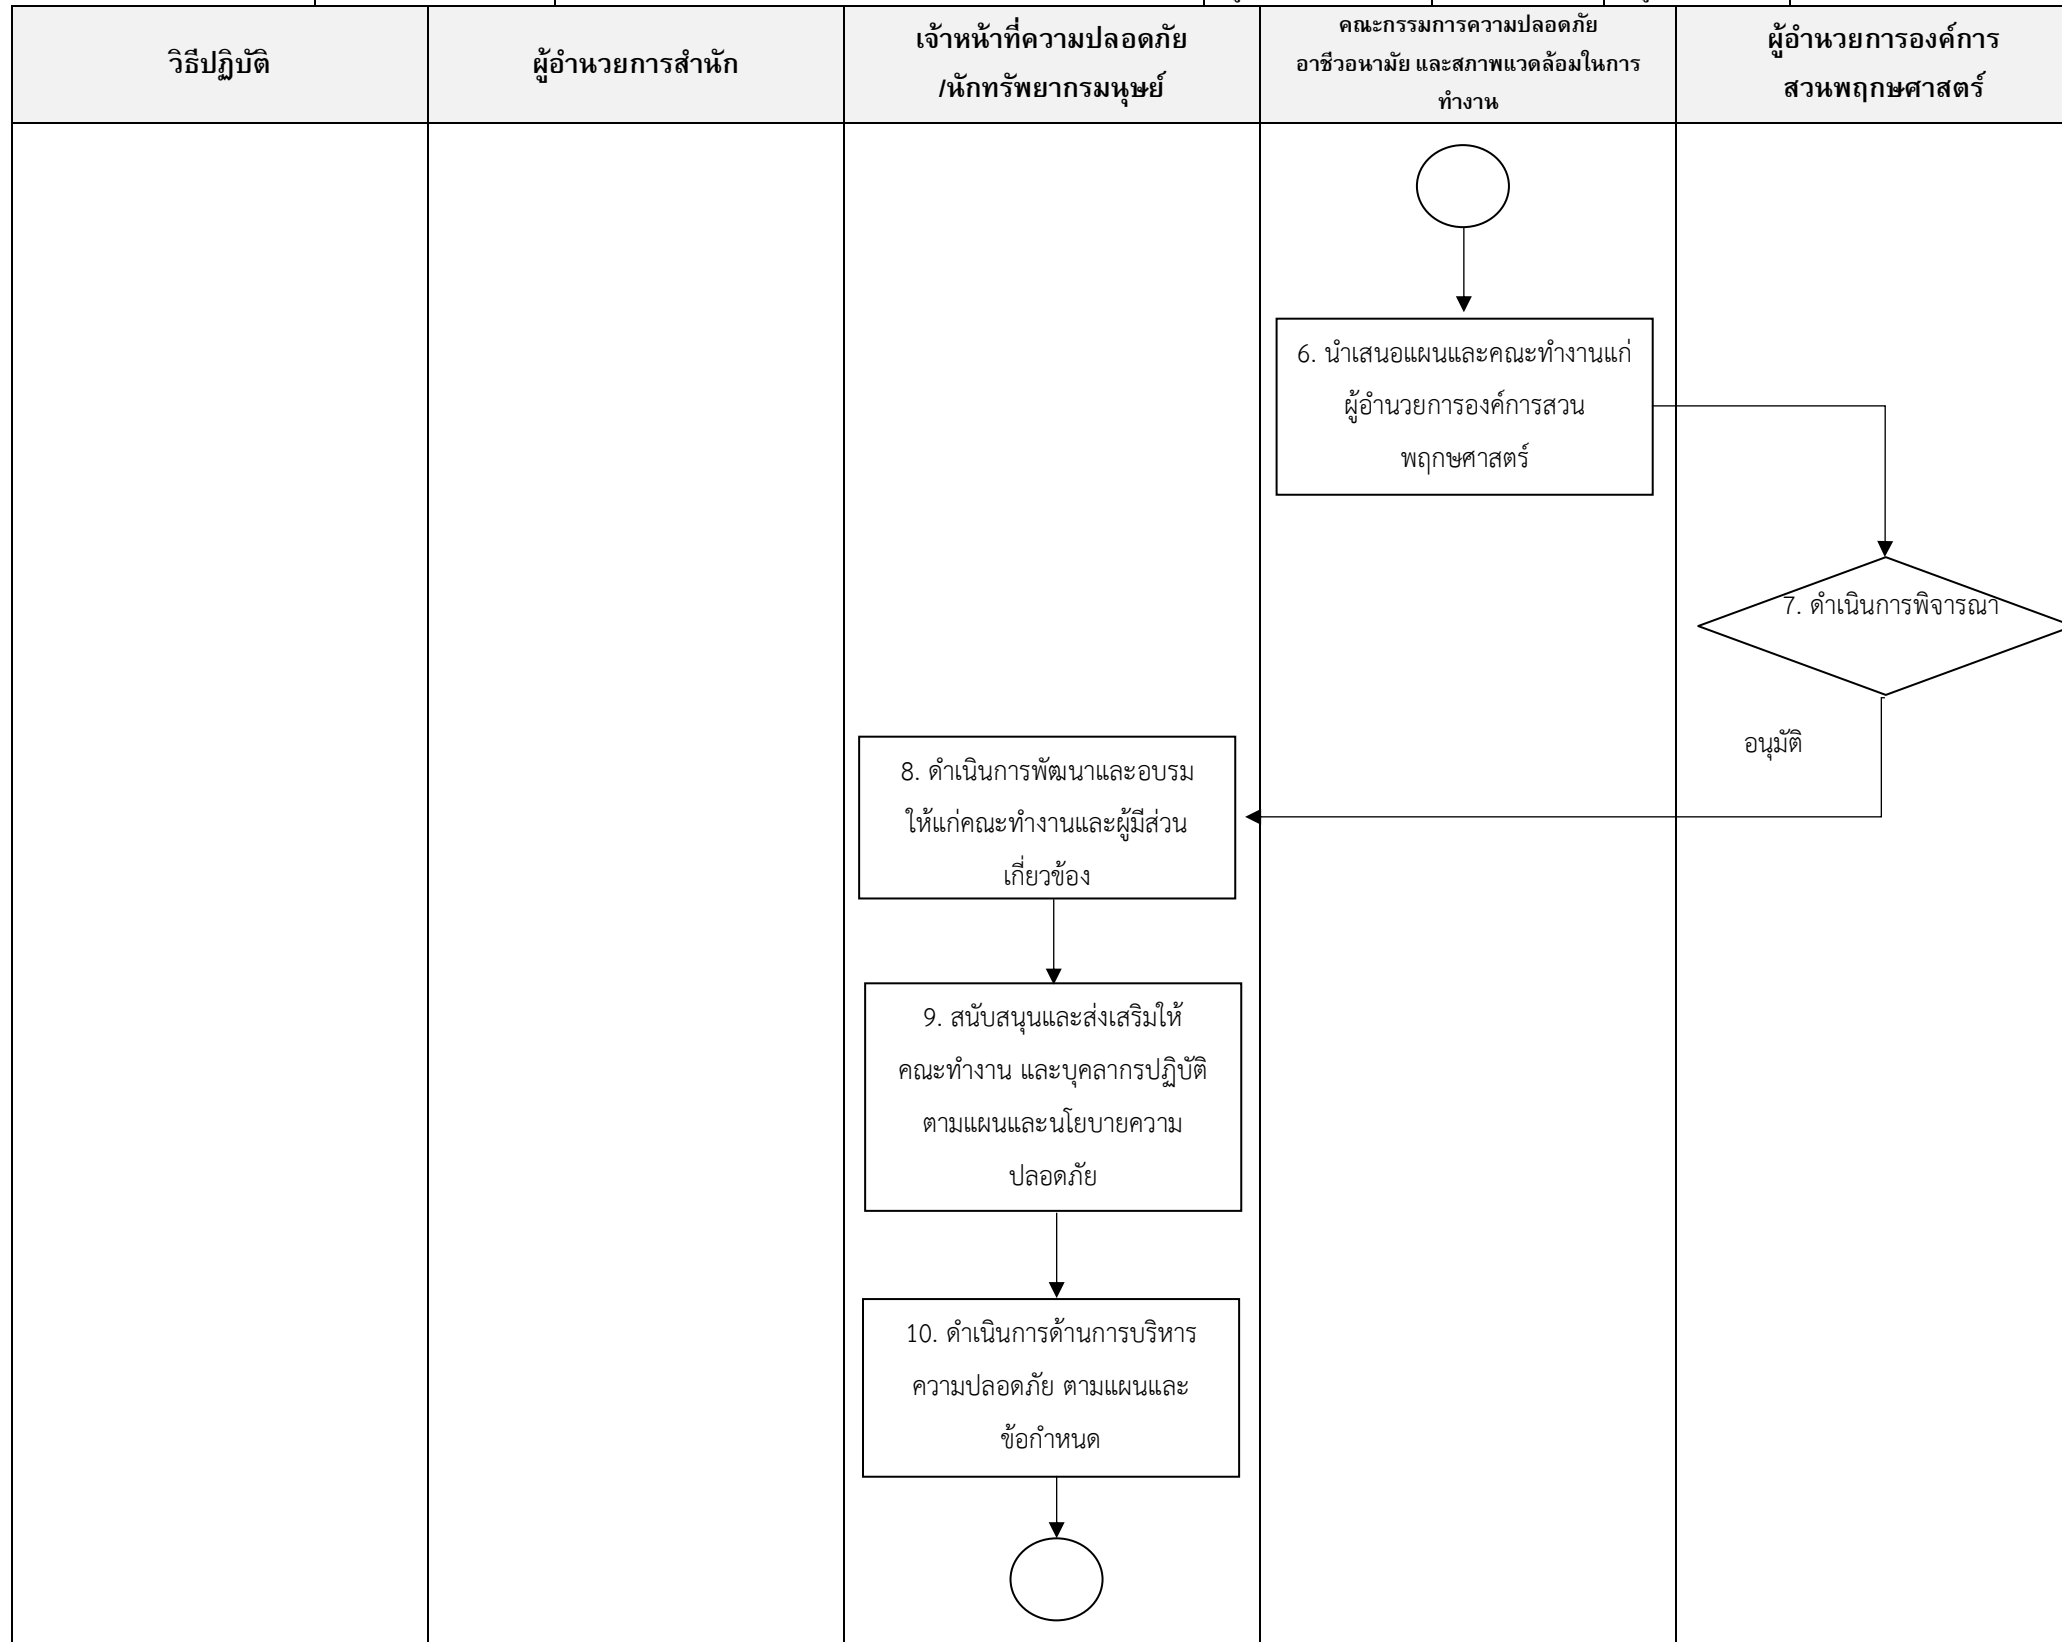 วิธีปฏิบัติ
ผู้อำนวยการสำนัก
เจ้าหน้าที่ความปลอดภัย
/นักทรัพยากรมนุษย์
คณะกรรมการความปลอดภัย
อาชีวอนามัย และสภาพแวดล้อมในการ
ทำงาน
ผู้อำนวยการองค์การ
สวนพฤกษศาสตร์
6. นำเสนอแผนและคณะทำงานแก่
ผู้อำนวยการองค์การสวน
พฤกษศาสตร์
7. ดำเนินการพิจารณา
อนุมัติ
8. ดำเนินการพัฒนาและอบรม
ให้แก่คณะทำงานและผู้มีส่วน
เกี่ยวข้อง
9. สนับสนุนและส่งเสริมให้
คณะทำงาน และบุคลากรปฏิบัติ
ตามแผนและนโยบายความ
ปลอดภัย
10. ดำเนินการด้านการบริหาร
ความปลอดภัย ตามแผนและ
ข้อกำหนด